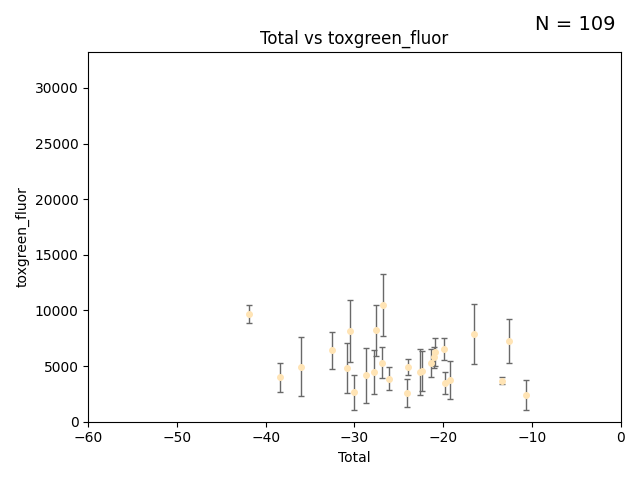 N = 109
Total vs toxgreen_fluor
30000
25000
20000
15000
10000
5000
0
toxgreen_fluor
−60 −50 −40 −30 −20 −10 0
Total